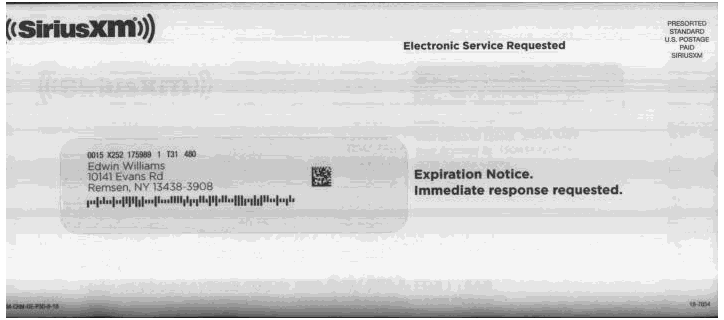 ((SiriusXM))
PRESORTED
STANDARD
U.S. POSTAGE
PAID
SIRIUSXM
Electronic Service Requested
0015 X252 175989 1 T31 480
Edwin Williams
10141 Evans Rd
Remsen, NY 13438-3908
Expiration Notice.
Immediate response requested.